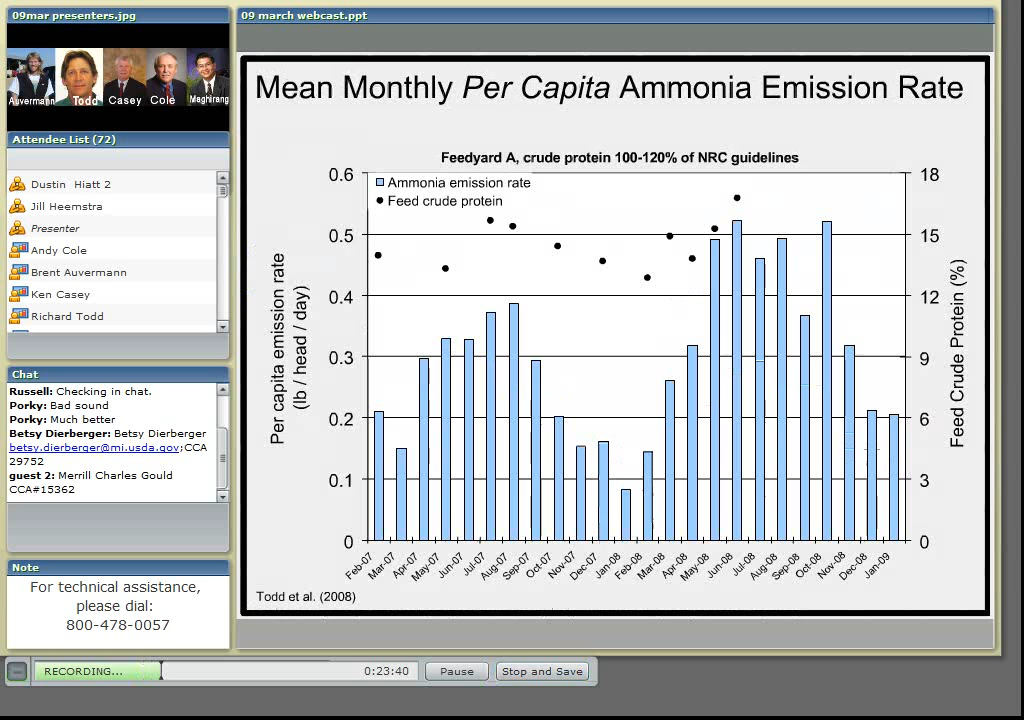 09mar presenters.jpg
Auvermann Todd Casey Cole Maghirang
Attendee List (72)
Dustin Hiatt 2
Jill Heemstra
Presenter
Andy Cole
Brent Auvermann
Ken Casey
Richard Todd
Chat
Russell: Checking in chat.
Porky: Bad sound
Porky: Much better
Betsy Dierberger: Betsy Dierberger
betsy.dierberger@mi.usda.gov;CCA
29752
guest 2: Merrill Charles Gould
CCA#15362
Note
For technical assistance,
please dial:
800-478-0057
09 march webcast.ppt
Mean Monthly Per Capita Ammonia Emission Rate
Feedyard A, crude protein 100-120% of NRC guidelines
Ammonia emission rate
Feed crude protein
Per capita emission rate
(lb / head / day)
0.6
0.5
0.4
0.3
0.2
0.1
0
18
15
12
9
6
3
0
Feed Crude Protein (%)
Feb-07 Mar-07 Apr-07 May-07 Jun-07 Jul-07 Aug-07 Sep-07 Oct-07 Nov-07 Dec-07 Jan-08 Feb-08 Mar-08 Apr-08 May-08 Jun-08 Jul-08 Aug-08 Sep-08 Oct-08 Nov-08 Dec-08 Jan-09
Todd et al. (2008)
RECORDING...
0:23:40
Pause
Stop and Save